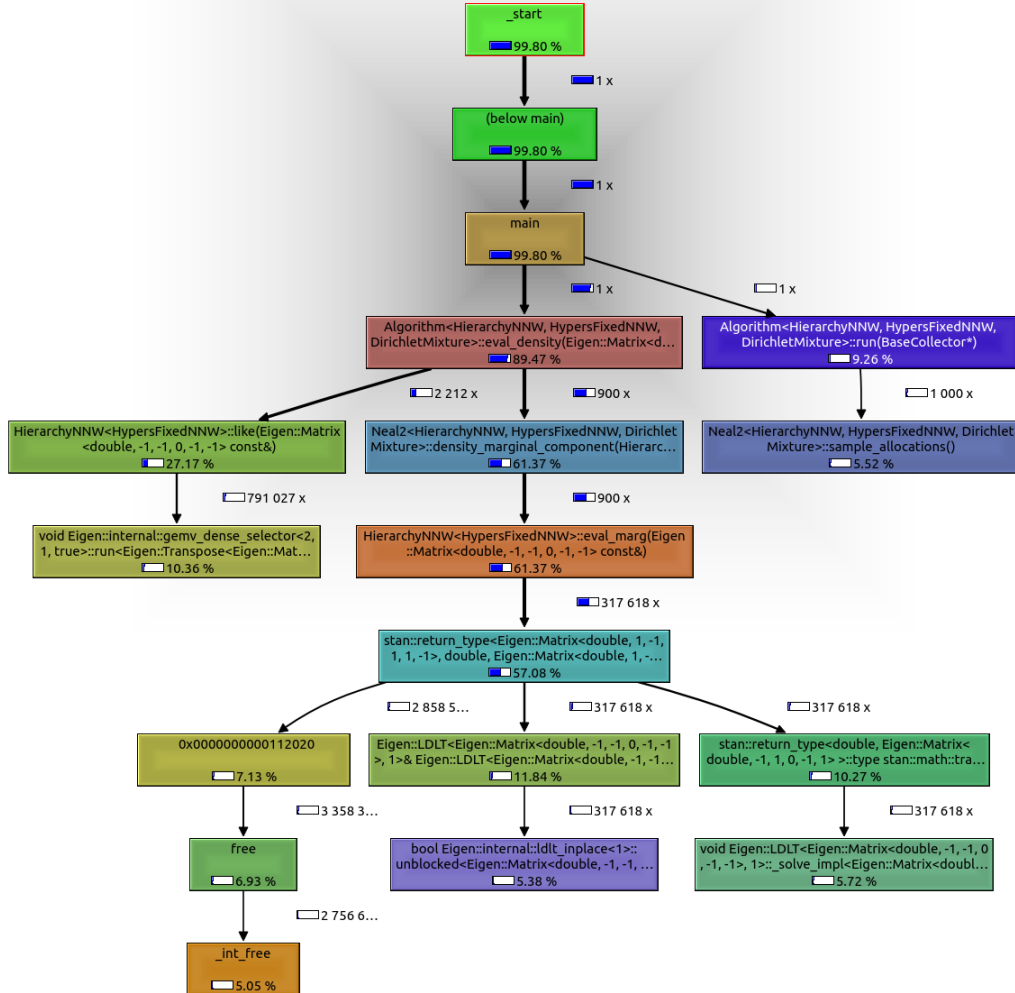 _start
99.80 %
1 x
(below main)
99.80 %
1 x
main
99.80 %
1 x
1 x
Algorithm<HierarchyNNW, HypersFixedNNW,
DirichletMixture>::eval_density(Eigen::Matrix<d...
89.47 %
Algorithm<HierarchyNNW, HypersFixedNNW,
DirichletMixture>::run(BaseCollector*)
9.26 %
2 212 x
900 x
1 000 x
HierarchyNNW<HypersFixedNNW>::like(Eigen::Matrix
<double, -1, -1, 0, -1, -1> const&)
27.17 %
Neal2<HierarchyNNW, HypersFixedNNW, Dirichlet
Mixture>::density_marginal_component(Hierarc...
61.37 %
Neal2<HierarchyNNW, HypersFixedNNW, Dirichlet
Mixture>::sample_allocations()
5.52 %
791 027 x
900 x
void Eigen::internal::gemv_dense_selector<2,
1, true>::run<Eigen::Transpose<Eigen::Mat...
10.36 %
HierarchyNNW<HypersFixedNNW>::eval_marg(Eigen
::Matrix<double, -1, -1, 0, -1, -1> const&)
61.37 %
317 618 x
stan::return_type<Eigen::Matrix<double, 1, -1,
1, 1, -1>, double, Eigen::Matrix<double, 1, -...
57.08 %
2 858 5...
317 618 x
317 618 x
0x0000000000112020
7.13 %
Eigen::LDLT<Eigen::Matrix<double, -1, -1, 0, -1, -1
>, 1>& Eigen::LDLT<Eigen::Matrix<double, -1, -1...
11.84 %
stan::return_type<double, Eigen::Matrix<
double, -1, 1, 0, -1, 1> >::type stan::math::tra...
10.27 %
3 358 3...
317 618 x
317 618 x
free
6.93 %
bool Eigen::internal::ldlt_inplace<1>::
unblocked<Eigen::Matrix<double, -1, -1, ...
5.38 %
void Eigen::LDLT<Eigen::Matrix<double, -1, -1, 0
, -1, -1>, 1>::_solve_impl<Eigen::Matrix<doubl...
5.72 %
2 756 6...
_int_free
5.05 %